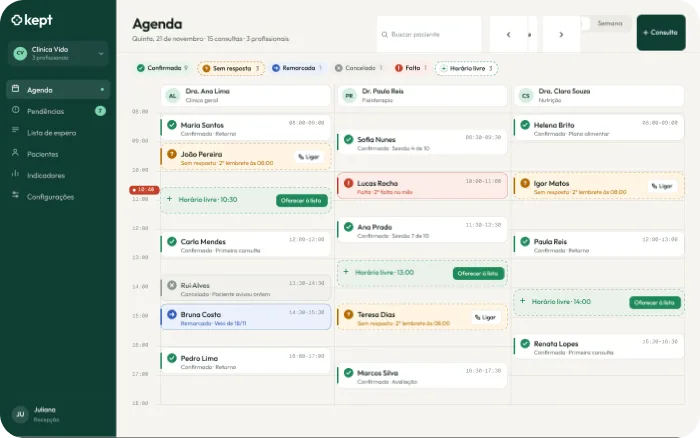 kept
CV Clínica Vida
3 profissionais
Agenda
Pendências 7
Lista de espera
Pacientes
Indicadores
Configurações
JU Juliana
Recepção
Agenda
Quinta, 21 de novembro · 15 consultas · 3 profissionais
Buscar paciente
Semana
+ Consulta
Confirmada 9
? Sem resposta 3
Remarcada 1
Cancelado 1
! Falta 1
+ Horário livre 3
AL Dra. Ana Lima
Clínica geral
PR Dr. Paulo Reis
Fisioterapia
CS Dra. Clara Souza
Nutrição
08:00
09:00
10:00
10:40
11:00
12:00
13:00
14:00
15:00
16:00
17:00
18:00
Maria Santos 08:00-09:00
Confirmada · Retorno
? João Pereira
Sem resposta · 2º lembrete às 08:00
Ligar
+ Horário livre · 10:30
Oferecer à lista
Carla Mendes 12:00-13:00
Confirmada · Primeira consulta
Rui Alves 13:30-14:30
Cancelado · Paciente avisou ontem
Bruna Costa 14:30-15:30
Remarcada · Veio de 18/11
Pedro Lima 16:00-17:00
Confirmada · Retorno
Sofia Nunes 08:30-09:30
Confirmada · Sessão 4 de 10
! Lucas Rocha 10:00-11:00
Falta · 2ª falta no mês
Ana Prado 11:30-12:30
Confirmada · Sessão 7 de 10
+ Horário livre · 13:00
Oferecer à lista
? Teresa Dias
Sem resposta · 2º lembrete às 08:00
Ligar
Marcos Silva 16:30-17:30
Confirmada · Avaliação
Helena Brito 08:00-09:00
Confirmada · Plano alimentar
? Igor Matos
Sem resposta · 2º lembrete às 08:00
Ligar
Paula Reis 12:00-13:00
Confirmada · Retorno
+ Horário livre · 14:00
Oferecer à lista
Renata Lopes 15:30-16:30
Confirmada · Primeira consulta